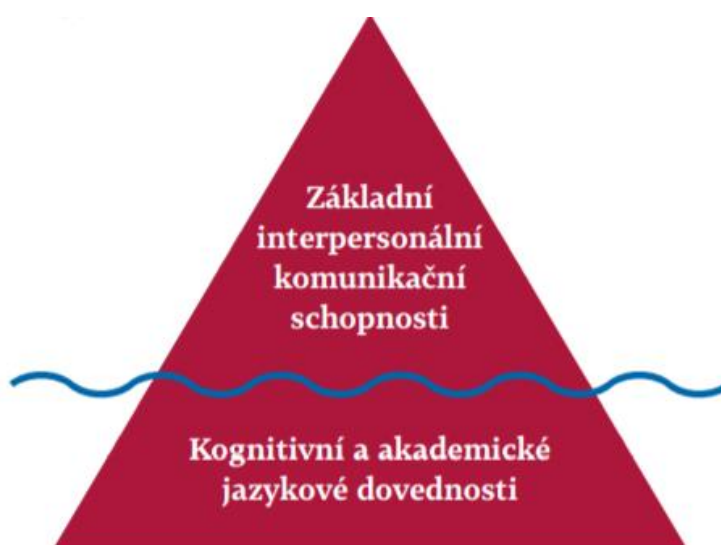 Základní
interpersonální
komunikační
schopnosti
Kognitivní a akademické
jazykové dovednosti